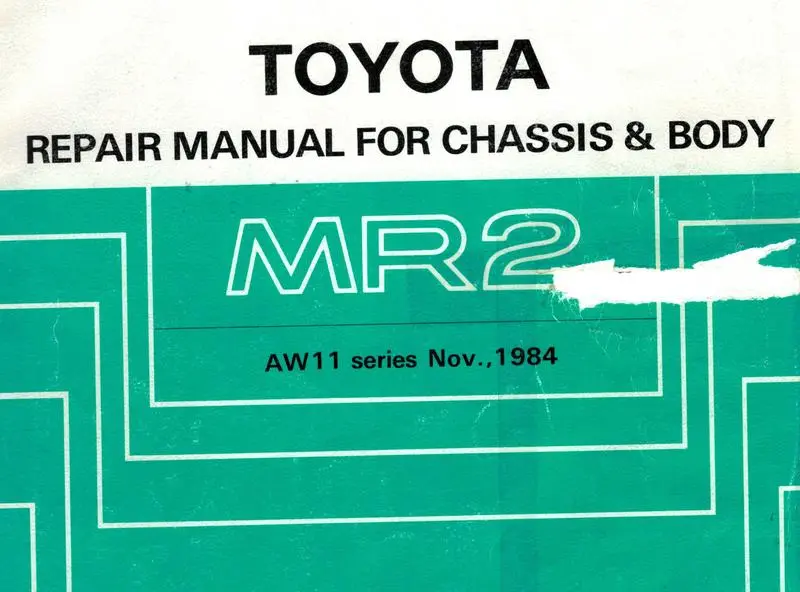 TOYOTA
REPAIR MANUAL FOR CHASSIS & BODY
MR2
AW11 series Nov.,1984